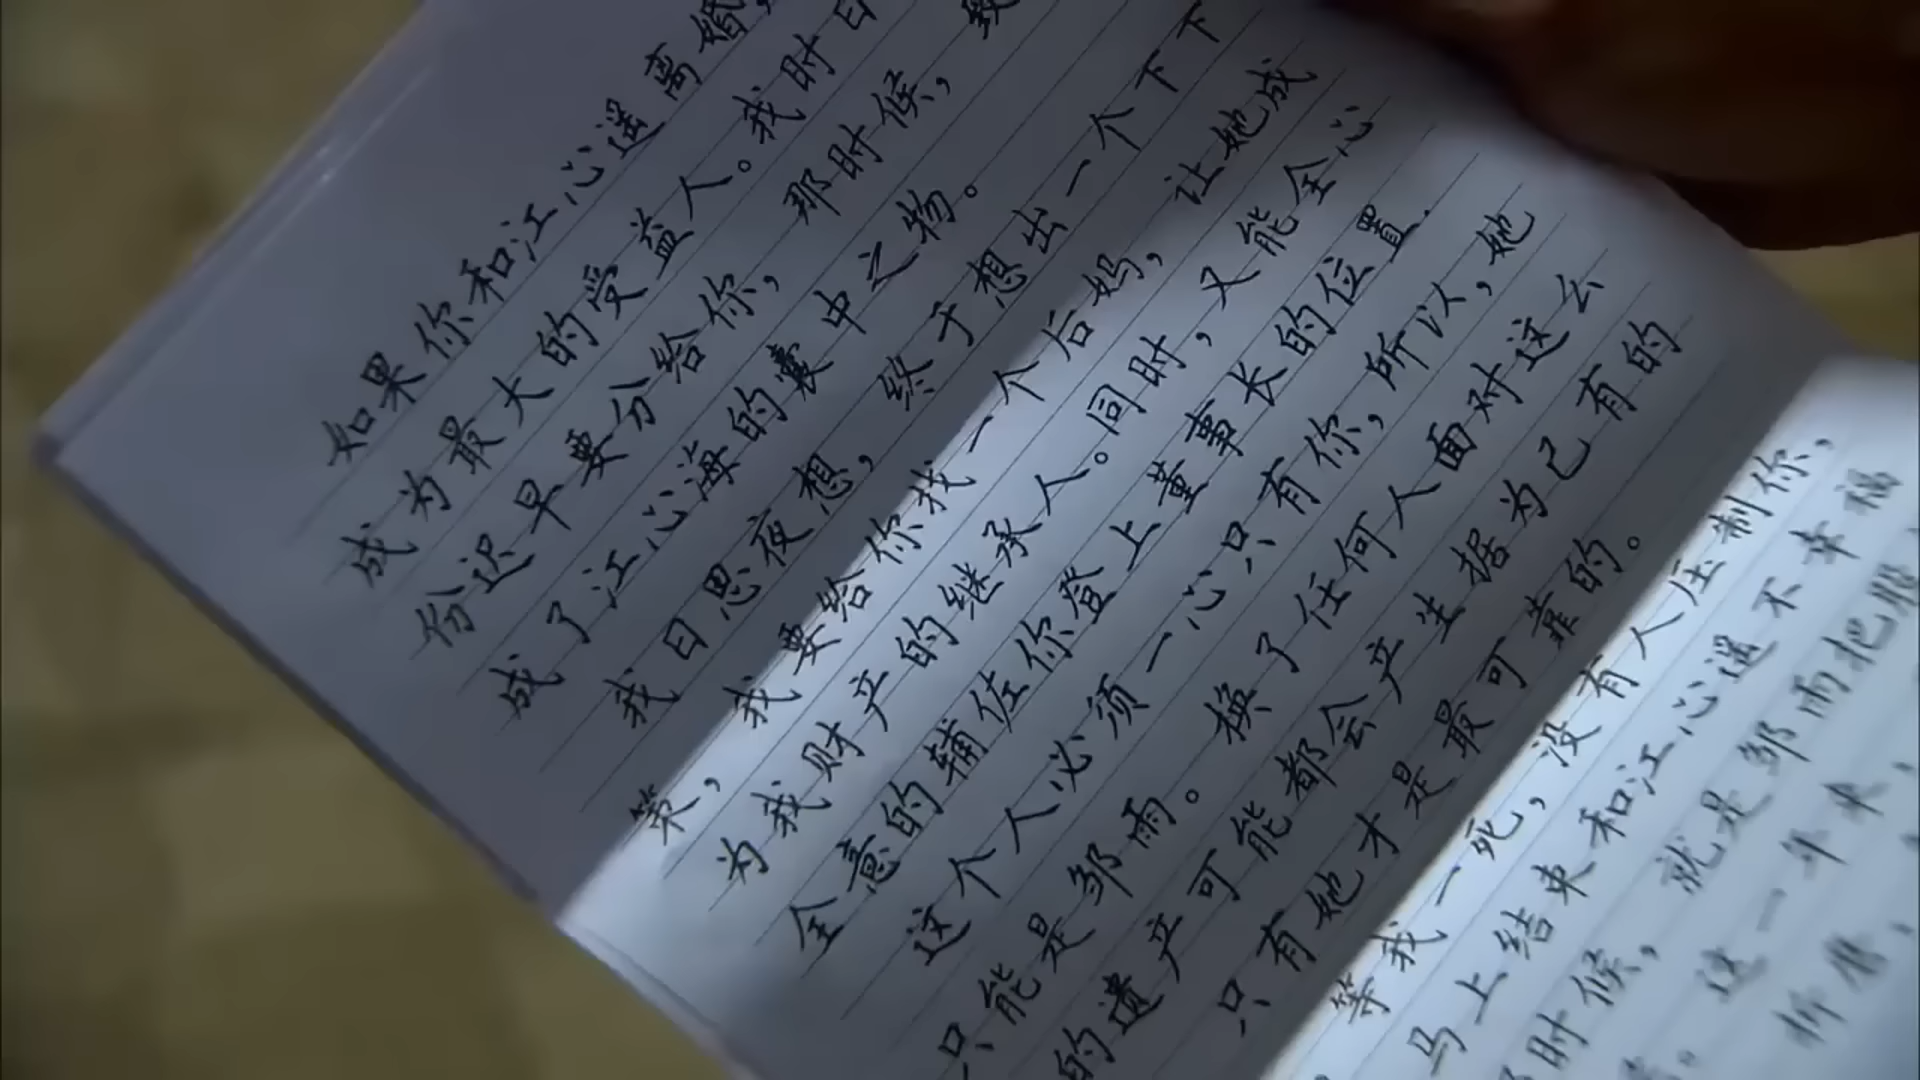 如果你和江心遥离婚，
成为最大的受益人。我时日
份迟早要分给你，那时候，致
成了江心海的囊中之物。
我日思夜想，终于想出一个下下
策，我要给你找一个后妈，让她成
为我财产的继承人。同时，又能全心
全意的辅佐你登上董事长的位置．
这个人必须一心只有你，所以，她
只能是邹雨。换了任何人面对这么
的遗产可能都会产生据为己有的
只有她才是最可靠的。
等我一死，没有人压制你，
马上结束和江心遥不幸福
时候，就是邹雨把股
这一年来，